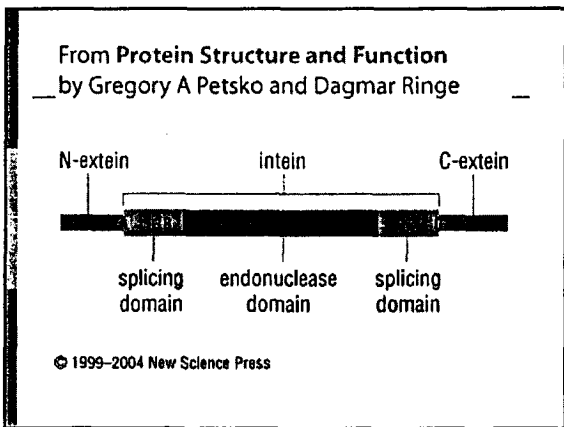 From Protein Structure and Function
by Gregory A Petsko and Dagmar Ringe
N-extein intein C-extein
splicing domain endonuclease domain splicing domain
© 1999–2004 New Science Press